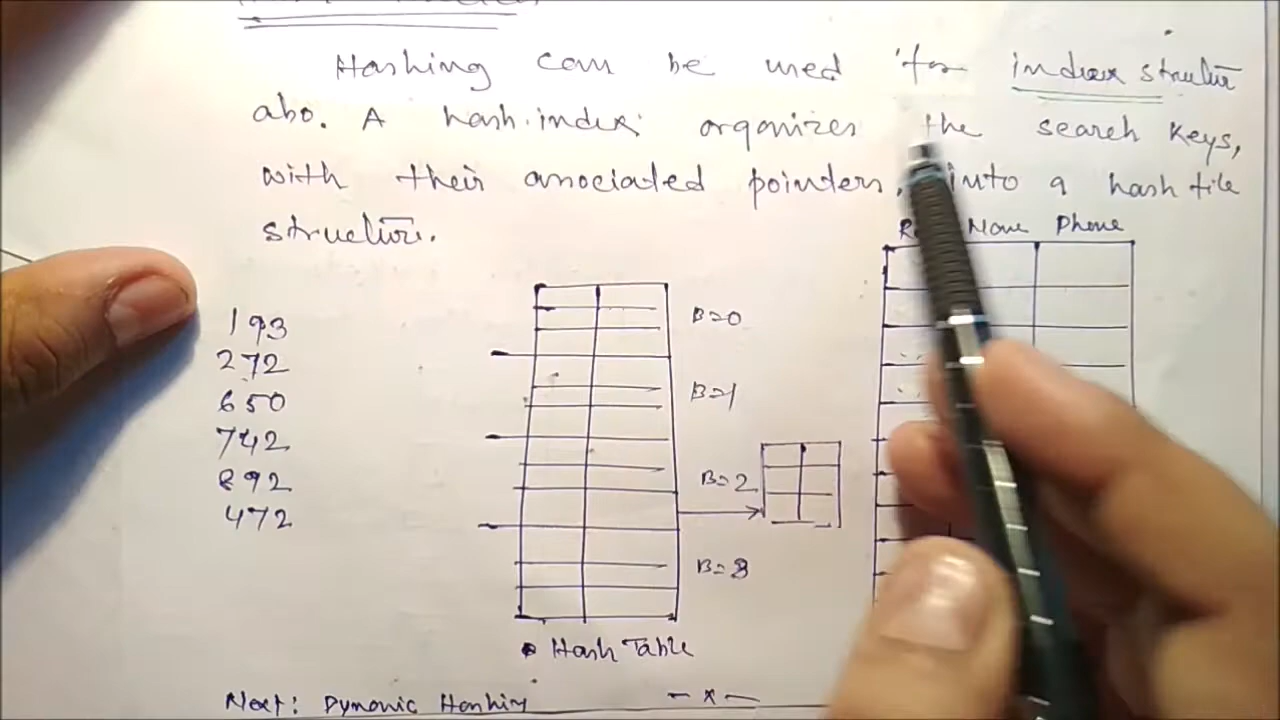 Hashing can be used for index structure
also. A hash index organizes the search keys,
with their associated pointers, into a hash file
structure.
Name Phone
193
272
650
742
892
472
B=0
B=1
B=2
B=3
Hash Table
Next: Dynamic Hashing